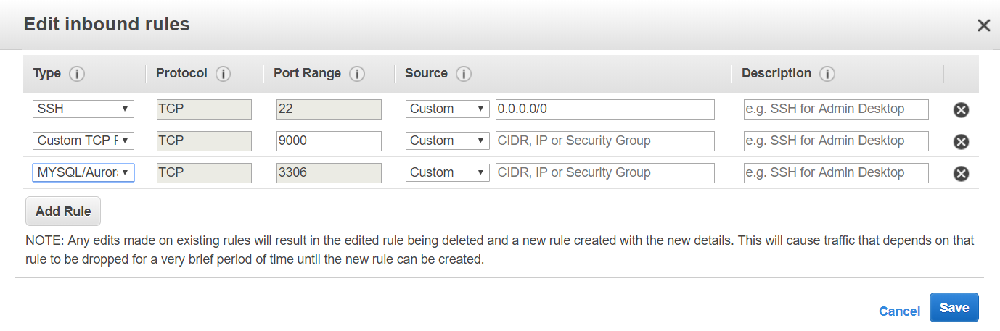 Edit inbound rules
Type Protocol Port Range Source Description
SSH TCP 22 Custom 0.0.0.0/0 e.g. SSH for Admin Desktop
Custom TCP F TCP 9000 Custom CIDR, IP or Security Group e.g. SSH for Admin Desktop
MYSQL/Auror TCP 3306 Custom CIDR, IP or Security Group e.g. SSH for Admin Desktop
Add Rule
NOTE: Any edits made on existing rules will result in the edited rule being deleted and a new rule created with the new details. This will cause traffic that depends on that
rule to be dropped for a very brief period of time until the new rule can be created.
Cancel Save